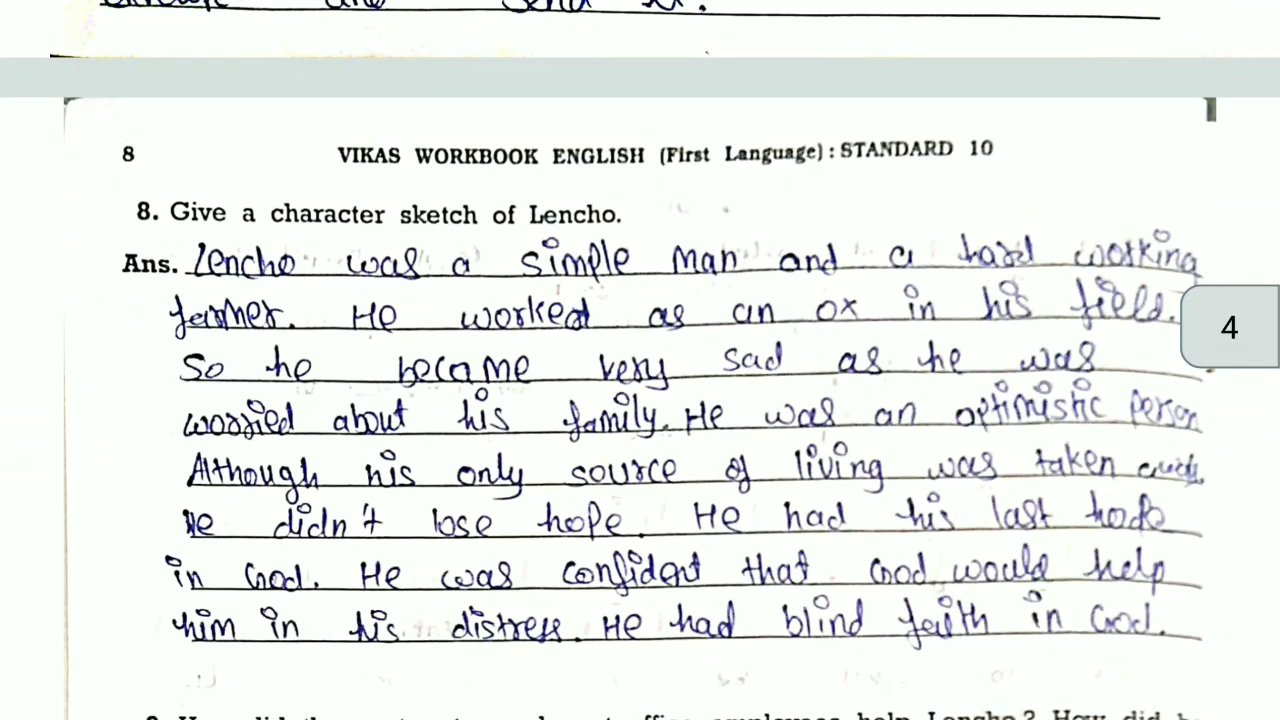 8 VIKAS WORKBOOK ENGLISH (First Language) : STANDARD 10
8. Give a character sketch of Lencho.
Ans. Lencho was a simple man and a hard working
farmer. He worked as an ox in his field.
So he became very sad as he was
worried about his family. He was an optimistic person
Although his only source of living was taken
He didn't lose hope. He had his last hope
in God. He was confident that God would help
him in his distress. He had blind faith in God.
4